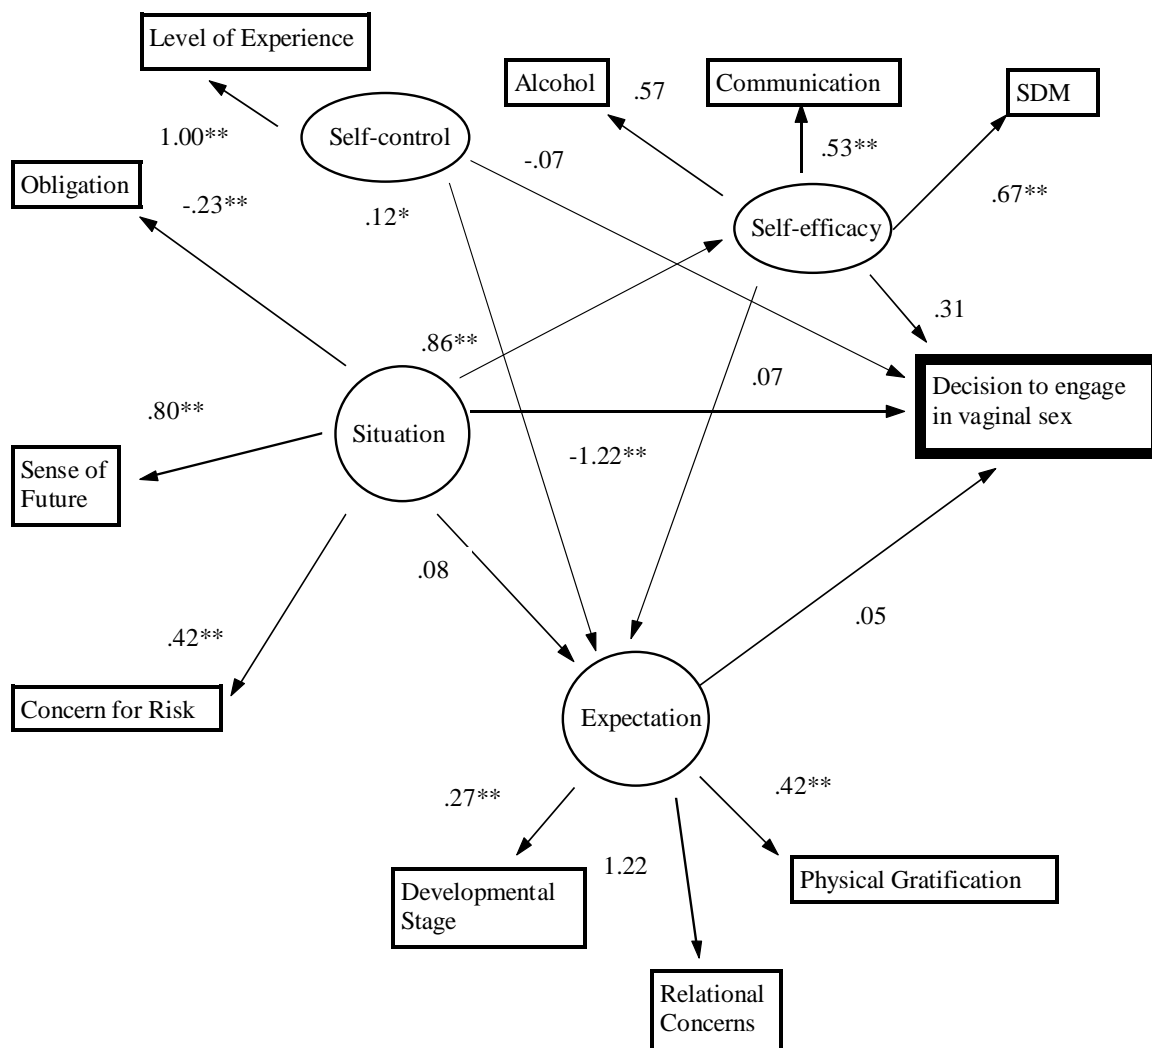 Level of Experience
Alcohol
.57
Communication
SDM
1.00**
Self-control
-.07
.53**
Obligation
-.23**
.12*
.67**
Self-efficacy
.31
.86**
.07
Decision to engage
in vaginal sex
.80**
Situation
-1.22**
Sense of
Future
.08
.05
.42**
Concern for Risk
Expectation
.27**
.42**
1.22
Developmental
Stage
Physical Gratification
Relational
Concerns